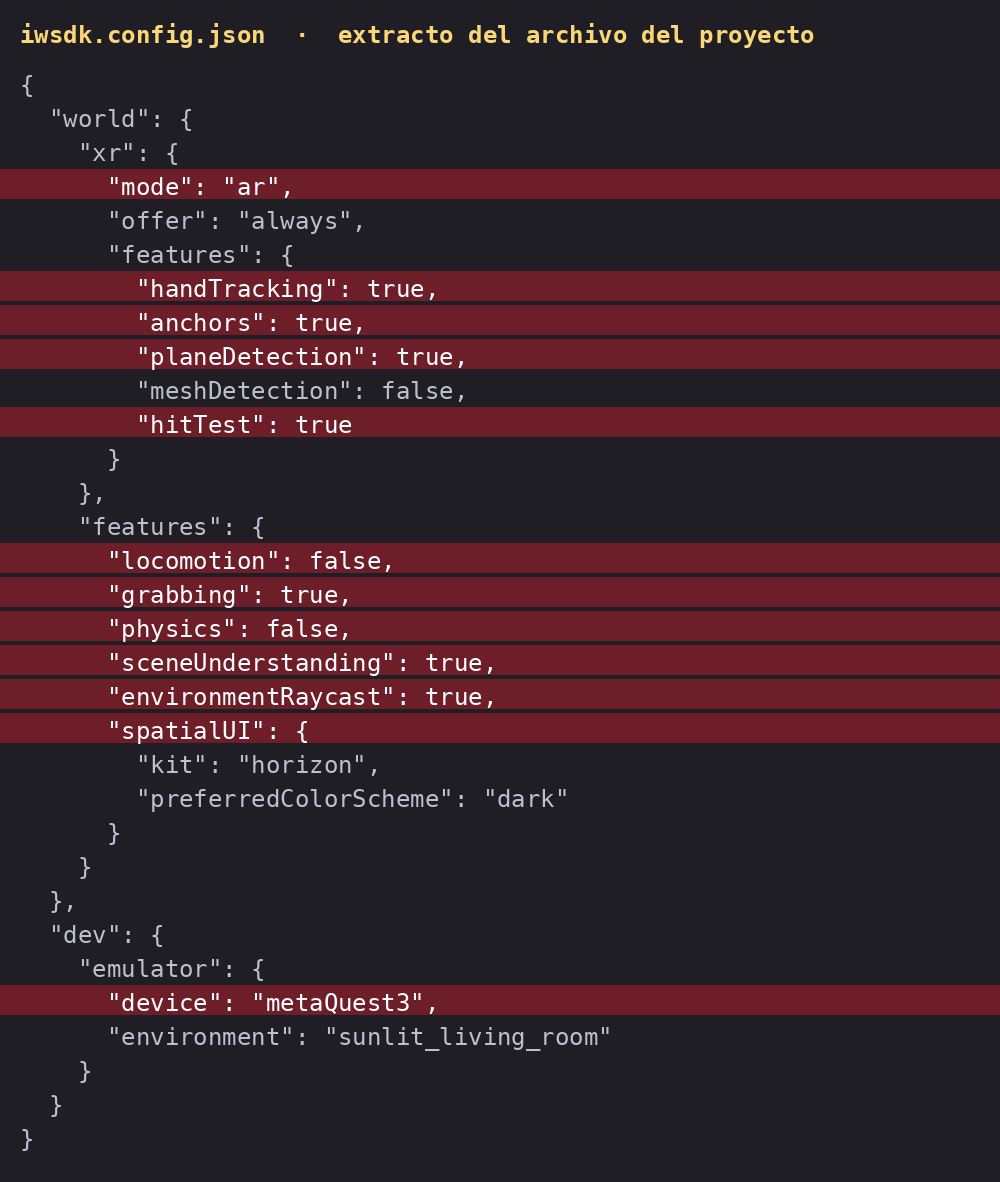 iwsdk.config.json  ·  extracto del archivo del proyecto
{
  "world": {
    "xr": {
      "mode": "ar",
      "offer": "always",
      "features": {
        "handTracking": true,
        "anchors": true,
        "planeDetection": true,
        "meshDetection": false,
        "hitTest": true
      }
    },
    "features": {
      "locomotion": false,
      "grabbing": true,
      "physics": false,
      "sceneUnderstanding": true,
      "environmentRaycast": true,
      "spatialUI": {
        "kit": "horizon",
        "preferredColorScheme": "dark"
      }
    }
  },
  "dev": {
    "emulator": {
      "device": "metaQuest3",
      "environment": "sunlit_living_room"
    }
  }
}